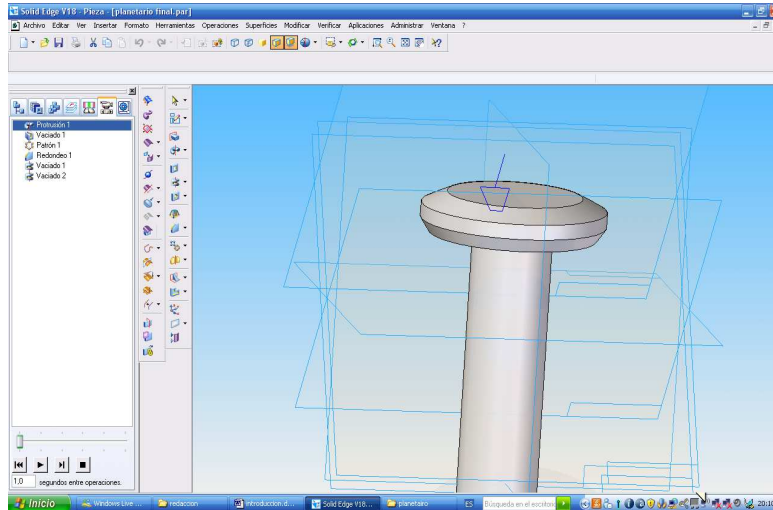 Solid Edge V18 - Pieza - [planetario final.par]
Archivo Editar Ver Insertar Formato Herramientas Operaciones Superficies Modificar Verificar Aplicaciones Administrar Ventana ?
Protrusión 1
Vaciado 1
Patrón 1
Redondeo 1
Vaciado 1
Vaciado 2
1,0 segundos entre operaciones.
Inicio
Windows Live ...
redaccion
introduccion.d...
Solid Edge V18...
planetairo
ES
Búsqueda en el escritorio
20:10